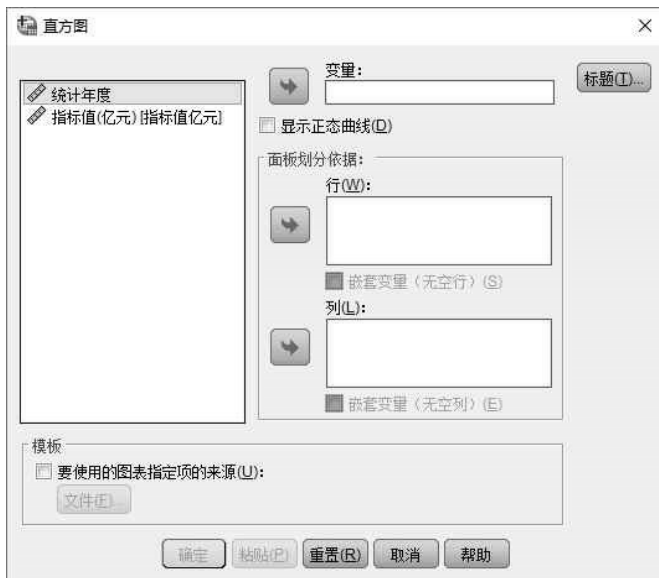 直方图
统计年度
指标值(亿元) [指标值亿元]
变量：
标题(T)...
显示正态曲线(D)
面板划分依据：
行(W)：
嵌套变量（无空行）(S)
列(L)：
嵌套变量（无空列）(E)
模板
要使用的图表指定项的来源(U)：
文件(F)...
确定
粘贴(P)
重置(R)
取消
帮助